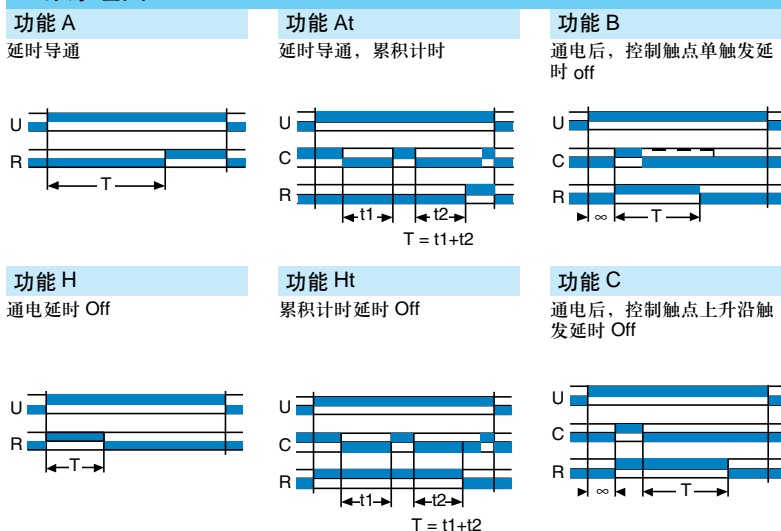 功能 A
延时导通
U
R
T
功能 At
延时导通，累积计时
U
C
R
t1
t2
T = t1+t2
功能 B
通电后，控制触点单触发延
时 off
U
C
R
∞
T
功能 H
通电延时 Off
U
R
T
功能 Ht
累积计时延时 Off
U
C
R
t1
t2
T = t1+t2
功能 C
通电后，控制触点上升沿触
发延时 Off
U
C
R
∞
T